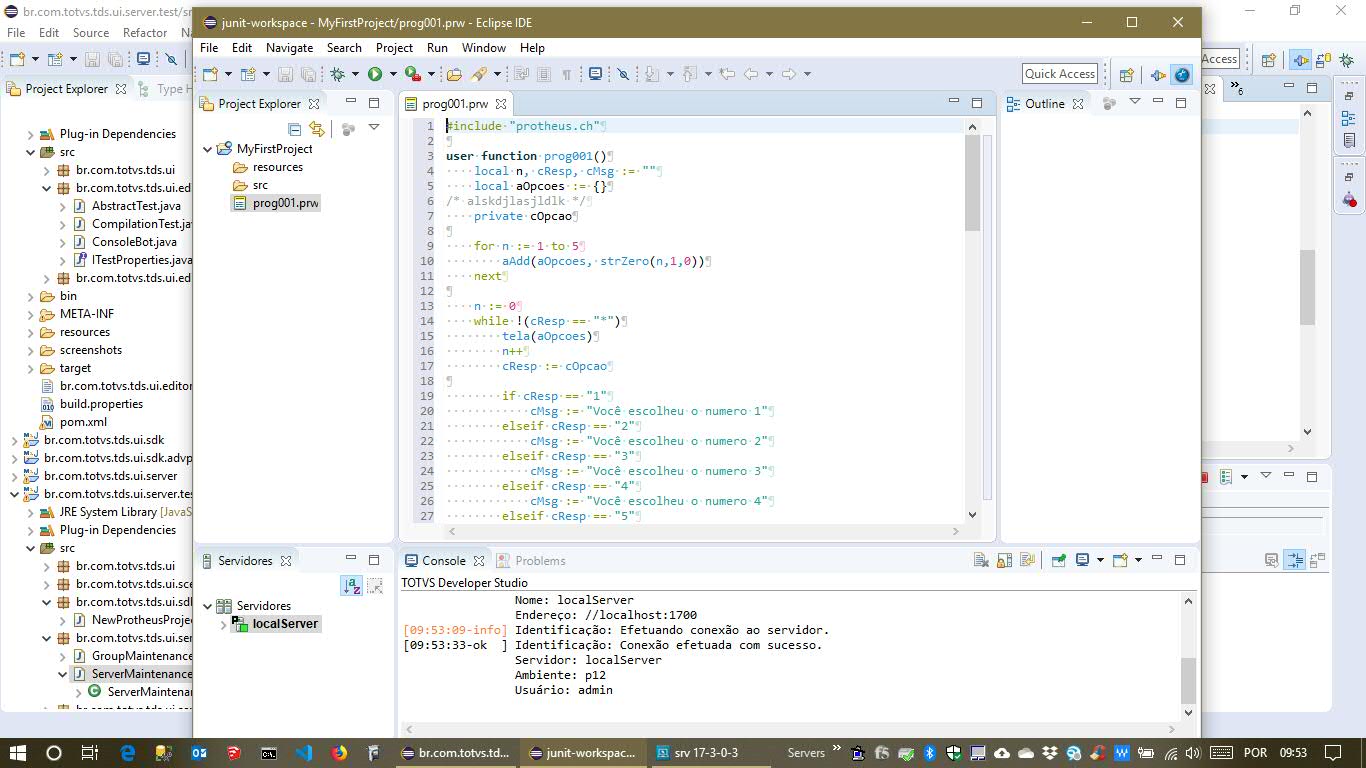 br.com.totvs.tds.ui.server.test/sr
File Edit Source Refactor Na
Project Explorer Type H
Plug-in Dependencies
src
br.com.totvs.tds.ui
br.com.totvs.tds.ui.ed
AbstractTest.java
CompilationTest.ja
ConsoleBot.java
ITestProperties.java
br.com.totvs.tds.ui.ed
bin
META-INF
resources
screenshots
target
br.com.totvs.tds.ui.editor
build.properties
pom.xml
br.com.totvs.tds.ui.sdk
br.com.totvs.tds.ui.sdk.advp
br.com.totvs.tds.ui.server
br.com.totvs.tds.ui.server.tes
JRE System Library [JavaS
Plug-in Dependencies
src
br.com.totvs.tds.ui
br.com.totvs.tds.ui.sce
br.com.totvs.tds.ui.sdl
NewProtheusProjec
br.com.totvs.tds.ui.ser
GroupMaintenance
ServerMaintenance
ServerMaintenan
junit-workspace - MyFirstProject/prog001.prw - Eclipse IDE
File Edit Navigate Search Project Run Window Help
Quick Access
Access
Project Explorer
MyFirstProject
resources
src
prog001.prw
prog001.prw
Outline
»6
1 #include "protheus.ch"¶
2 ¶
3 user function prog001()¶
4 ····local n, cResp, cMsg := ""¶
5 ····local aOpcoes := {}¶
6 /* alskdjlasjldlk */¶
7 ····private cOpcao¶
8 ¶
9 ····for n := 1 to 5¶
10 ········aAdd(aOpcoes, strZero(n,1,0))¶
11 ····next¶
12 ¶
13 ····n := 0¶
14 ····while !(cResp == "*")¶
15 ········tela(aOpcoes)¶
16 ········n++¶
17 ········cResp := cOpcao¶
18 ¶
19 ········if cResp == "1"¶
20 ············cMsg := "Você escolheu o numero 1"¶
21 ········elseif cResp == "2"¶
22 ············cMsg := "Você escolheu o numero 2"¶
23 ········elseif cResp == "3"¶
24 ············cMsg := "Você escolheu o numero 3"¶
25 ········elseif cResp == "4"¶
26 ············cMsg := "Você escolheu o numero 4"¶
27 ········elseif cResp == "5"¶
Servidores
Servidores
localServer
Console Problems
TOTVS Developer Studio
Nome: localServer
Endereço: //localhost:1700
[09:53:09-info] Identificação: Efetuando conexão ao servidor.
[09:53:33-ok ] Identificação: Conexão efetuada com sucesso.
Servidor: localServer
Ambiente: p12
Usuário: admin
br.com.totvs.td... junit-workspac... srv 17-3-0-3 Servers » POR 09:53